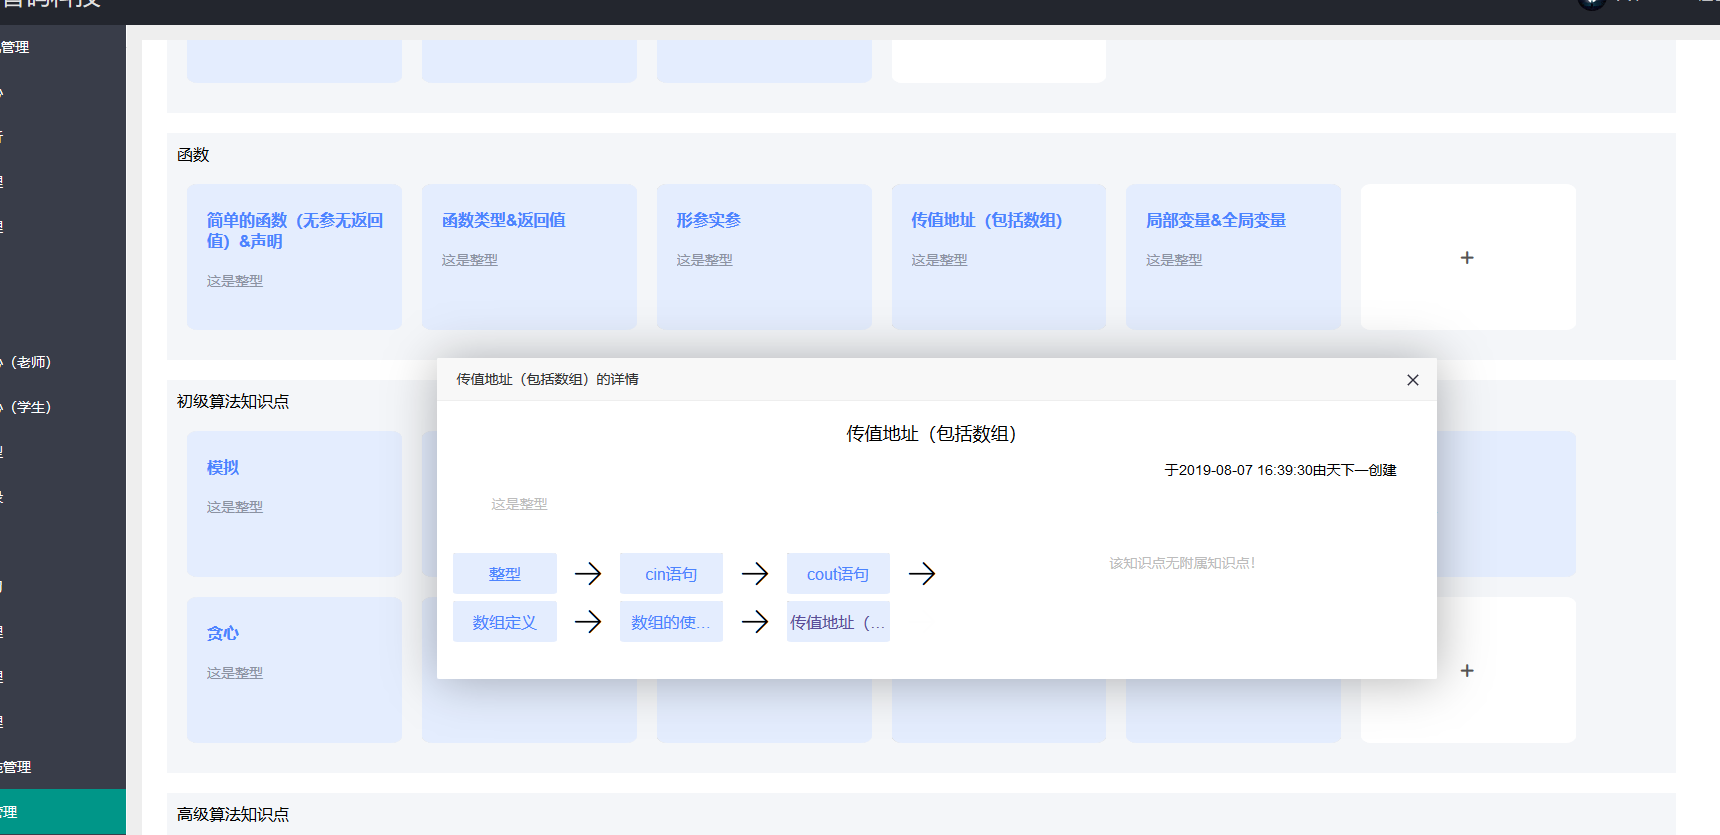 管理
（老师）
（学生）
管理
管理
函数
简单的函数（无参无返回
值）&声明
这是整型
函数类型&返回值
这是整型
形参实参
这是整型
传值地址（包括数组）
这是整型
局部变量&全局变量
这是整型
+
初级算法知识点
模拟
这是整型
贪心
这是整型
+
传值地址（包括数组）的详情
传值地址（包括数组）
于2019-08-07 16:39:30由天下一创建
这是整型
整型
cin语句
cout语句
数组定义
数组的使...
传值地址（...
该知识点无附属知识点！
高级算法知识点